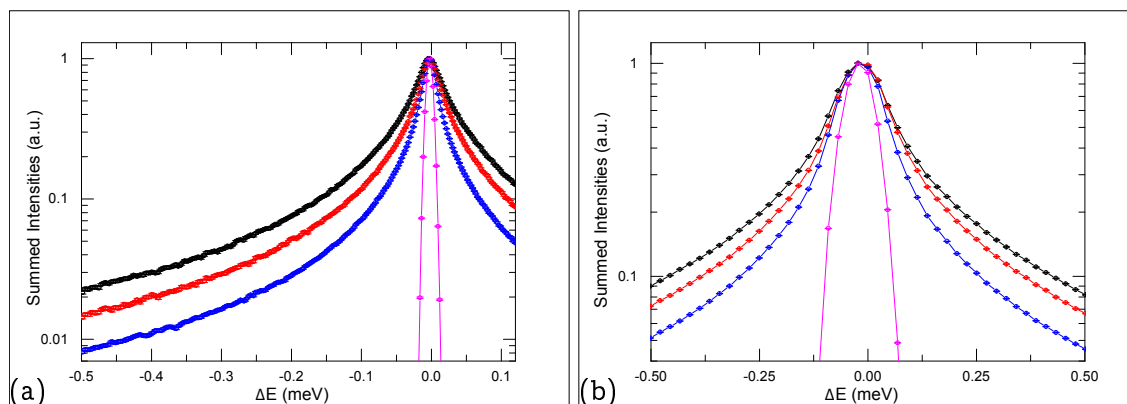 1
0.1
0.01
Summed Intensities (a.u.)
-0.5 -0.4 -0.3 -0.2 -0.1 0.0 0.1
ΔE (meV)
(a)
1
0.1
Summed Intensities (a.u.)
-0.50 -0.25 0.00 0.25 0.50
ΔE (meV)
(b)